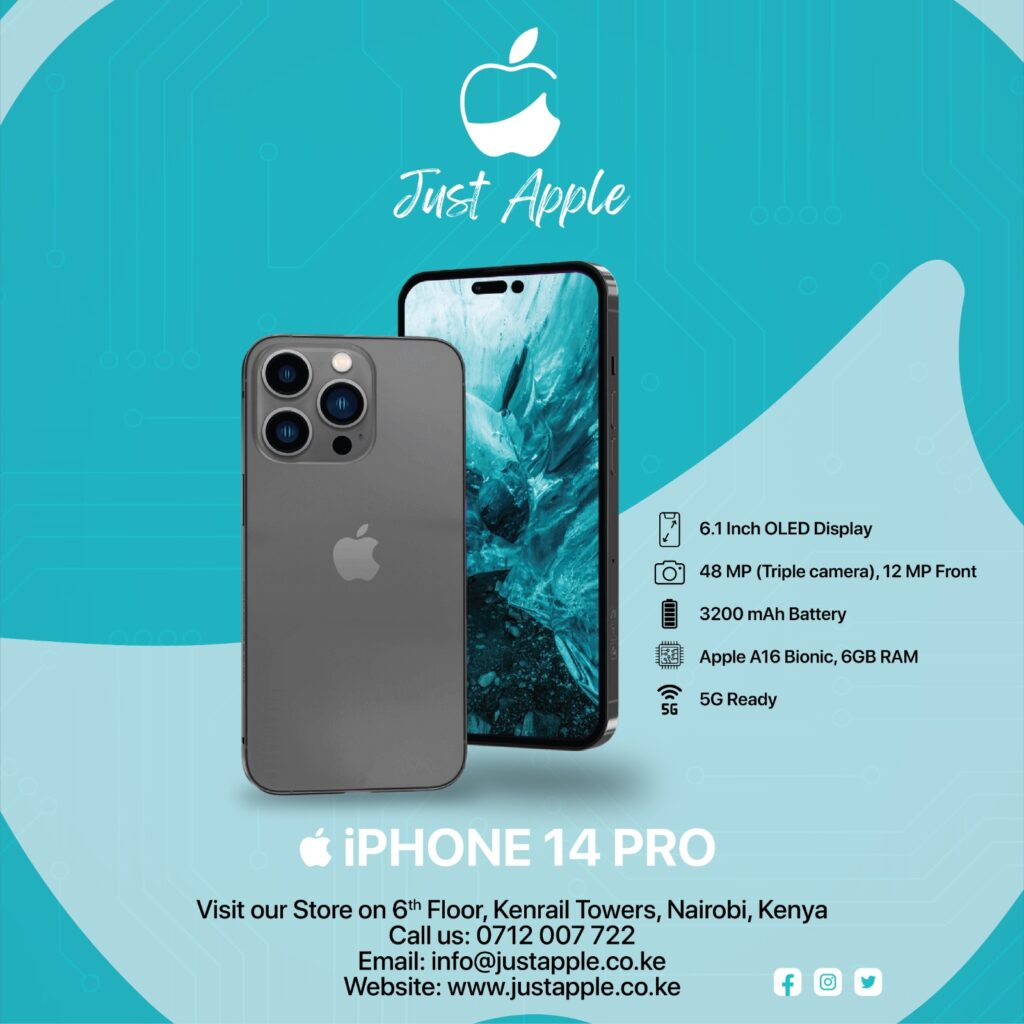 Just Apple
6.1 Inch OLED Display
48 MP (Triple camera), 12 MP Front
3200 mAh Battery
Apple A16 Bionic, 6GB RAM
5G
5G Ready
iPHONE 14 PRO
Visit our Store on 6th Floor, Kenrail Towers, Nairobi, Kenya
Call us: 0712 007 722
Email: info@justapple.co.ke
Website: www.justapple.co.ke